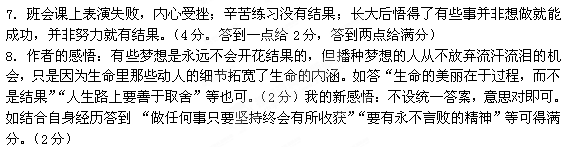 7．班会课上表演失败，内心受挫；辛苦练习没有结果；长大后悟得了有些事并非想做就能
成功，并非努力就有结果。（4分。答到一点给 2分，答到两点给满分）
8．作者的感悟：有些梦想是永远不会开花结果的，但播种梦想的人从不放弃流汗流泪的机
会，只是因为生命里那些动人的细节拓宽了生命的内涵。如答“生命的美丽在于过程，而不
是结果”“人生路上要善于取舍”等也可。（2分）我的新感悟：不设统一答案，意思对即可。
如结合自身经历答到 “做任何事只要坚持终会有所收获”“要有永不言败的精神”等可得满
分。（2分）